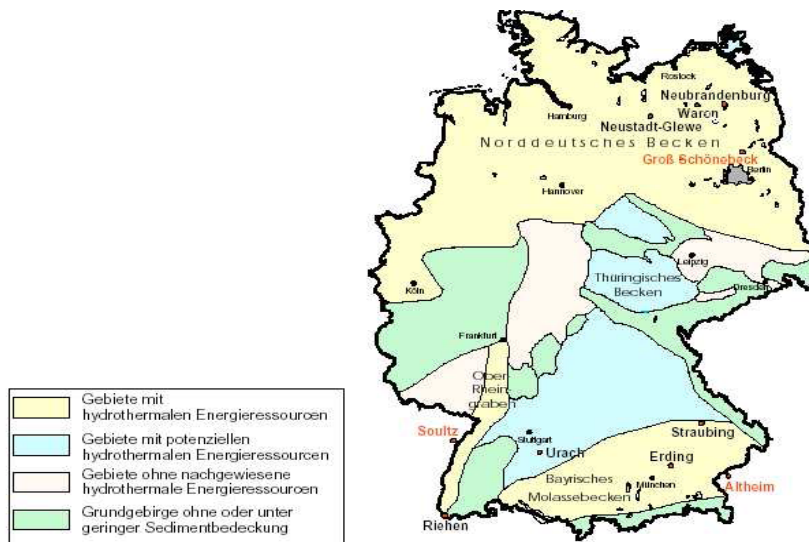 Rostock
Neubrandenburg
Waron
Hamburg
Neustadt-Glewe
Norddeutsches Becken
Groß Schönebeck
Berlin
Hannover
Leipzig
Thüringisches
Becken
Dresden
Köln
Frankfurt
Ober-
Rhein-
graben
Soultz
Stuttgart
Urach
Straubing
Erding
München
Bayrisches
Molassebecken
Altheim
Riehen
Gebiete mit
hydrothermalen Energieressourcen
Gebiete mit potenziellen
hydrothermalen Energieressourcen
Gebiete ohne nachgewiesene
hydrothermale Energieressourcen
Grundgebirge ohne oder unter
geringer Sedimentbedeckung